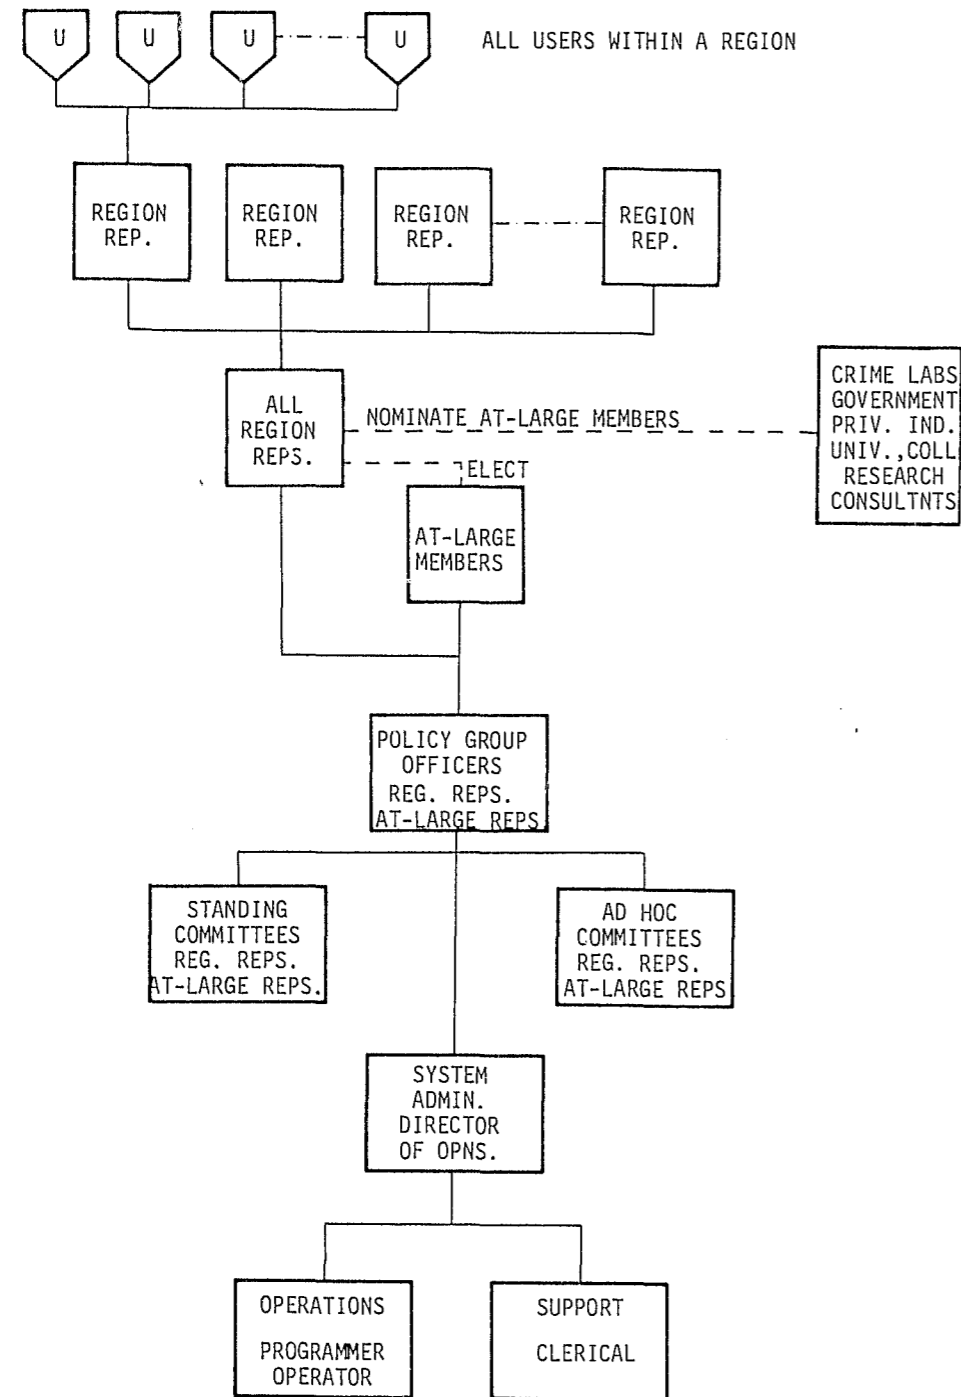 U U U U ALL USERS WITHIN A REGION
REGION
REP.
REGION
REP.
REGION
REP.
REGION
REP.
ALL
REGION
REPS.
NOMINATE AT-LARGE MEMBERS
CRIME LABS
GOVERNMENT
PRIV. IND.
UNIV.,COLL
RESEARCH
CONSULTNTS
ELECT
AT-LARGE
MEMBERS
POLICY GROUP
OFFICERS
REG. REPS.
AT-LARGE REPS
STANDING
COMMITTEES
REG. REPS.
AT-LARGE REPS.
AD HOC
COMMITTEES
REG. REPS.
AT-LARGE REPS
SYSTEM
ADMIN.
DIRECTOR
OF OPNS.
OPERATIONS
PROGRAMMER
OPERATOR
SUPPORT
CLERICAL